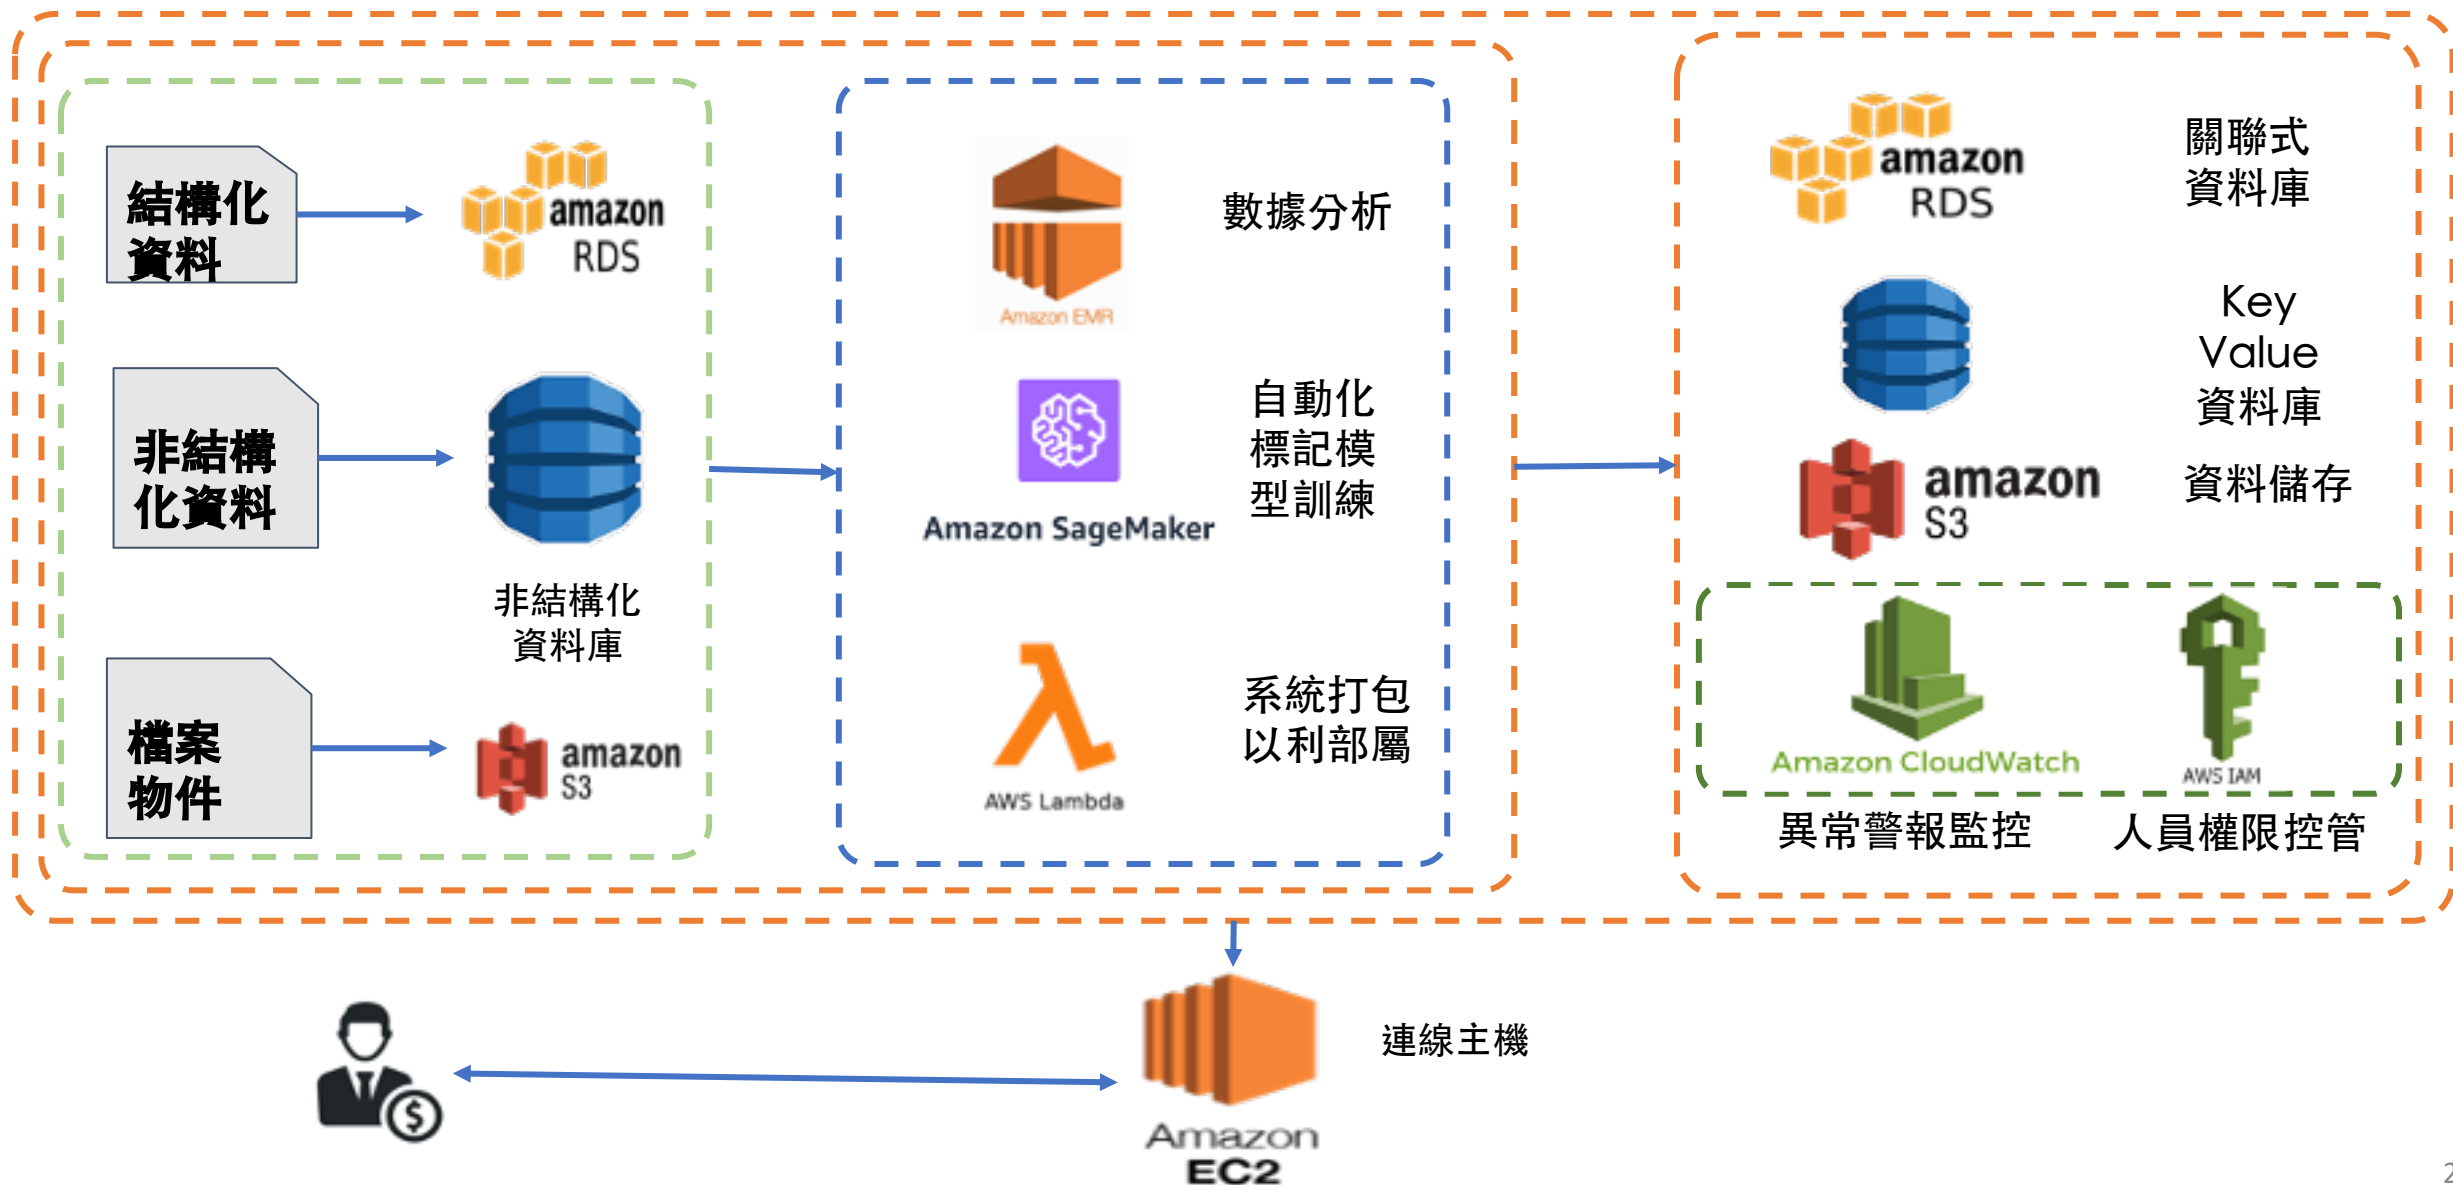 結構化
資料
amazon
RDS
非結構
化資料
非結構化
資料庫
檔案
物件
amazon
S3
Amazon EMR
數據分析
Amazon SageMaker
自動化
標記模
型訓練
AWS Lambda
系統打包
以利部屬
amazon
RDS
關聯式
資料庫
Key
Value
資料庫
amazon
S3
資料儲存
Amazon CloudWatch
AWS IAM
異常警報監控
人員權限控管
$
Amazon
EC2
連線主機
2